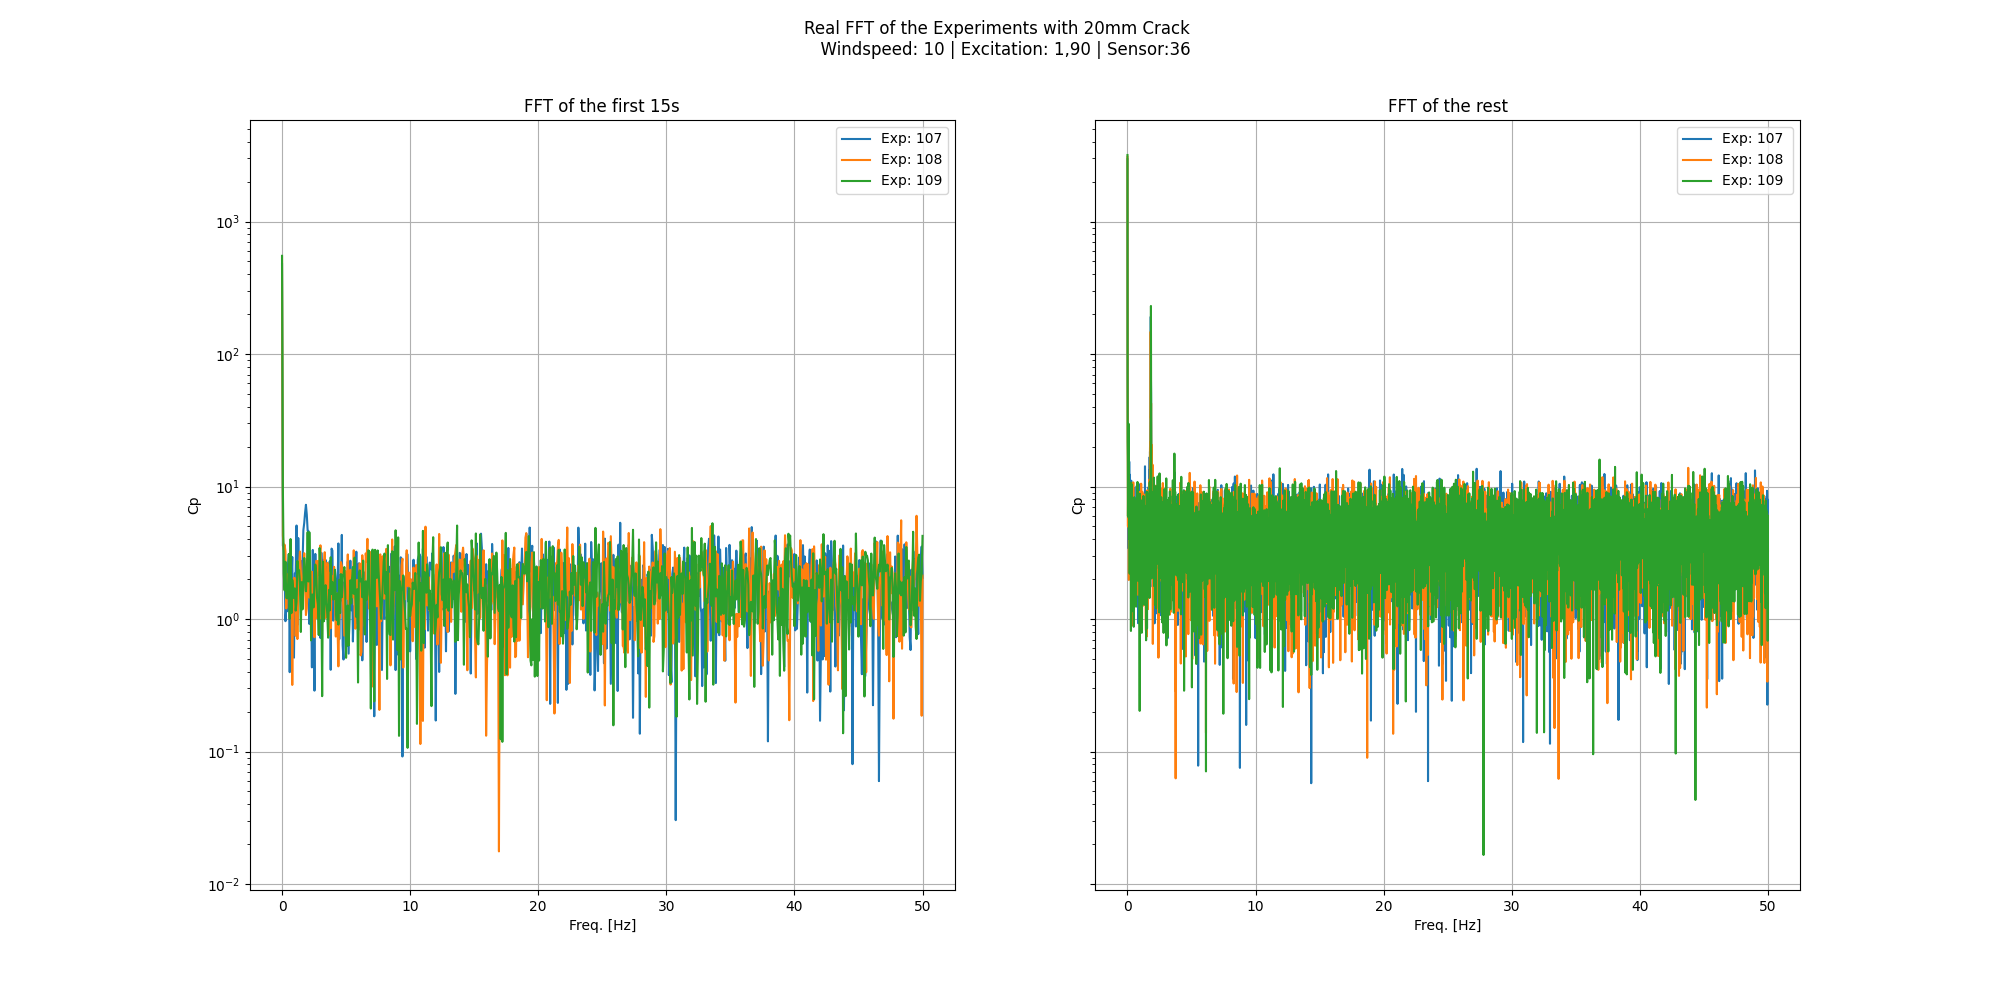 Real FFT of the Experiments with 20mm Crack
Windspeed: 10 | Excitation: 1,90 | Sensor:36
FFT of the first 15s
Exp: 107
Exp: 108
Exp: 109
10³
10²
10¹
10⁰
10⁻¹
10⁻²
Cp
0 10 20 30 40 50
Freq. [Hz]
FFT of the rest
Exp: 107
Exp: 108
Exp: 109
Cp
0 10 20 30 40 50
Freq. [Hz]